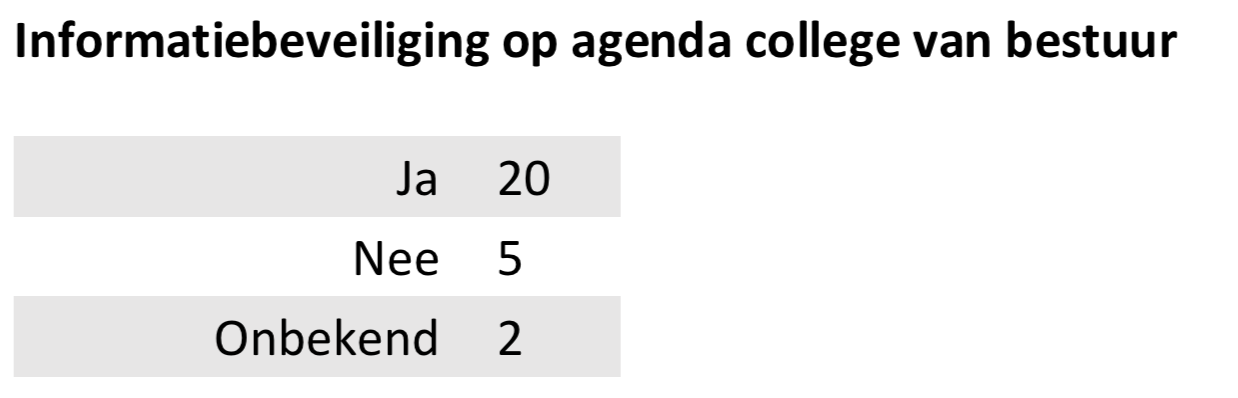 Informatiebeveiliging op agenda college van bestuur
Ja 20
Nee 5
Onbekend 2